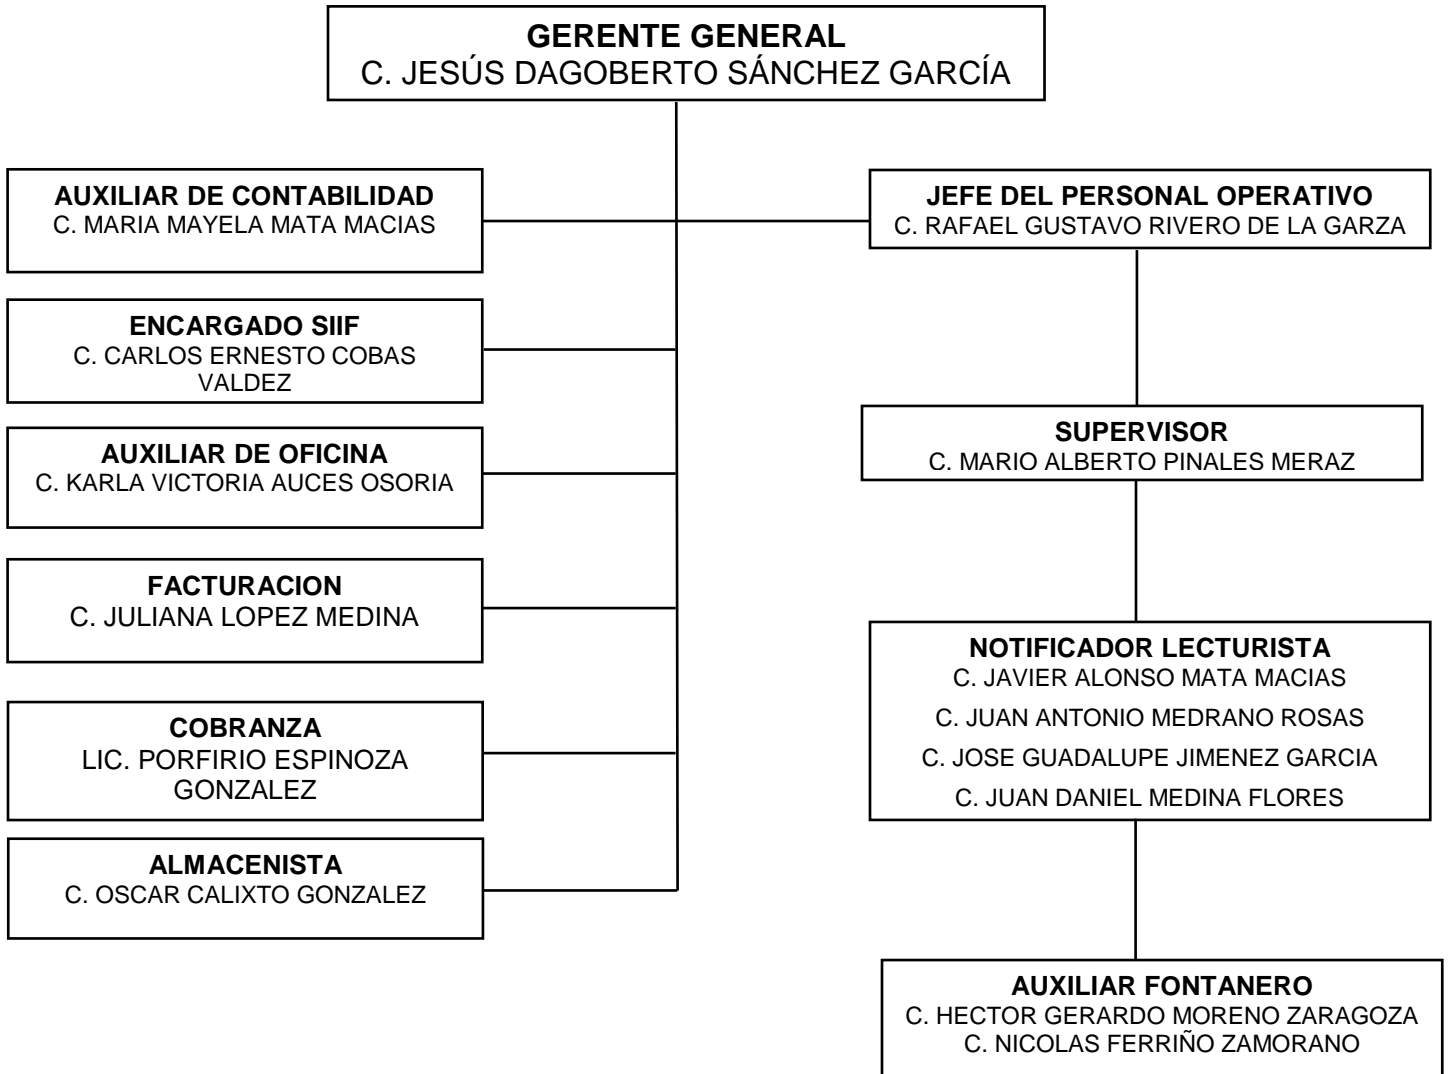 GERENTE GENERAL
C. JESÚS DAGOBERTO SÁNCHEZ GARCÍA
AUXILIAR DE CONTABILIDAD
C. MARIA MAYELA MATA MACIAS
JEFE DEL PERSONAL OPERATIVO
C. RAFAEL GUSTAVO RIVERO DE LA GARZA
ENCARGADO SIIF
C. CARLOS ERNESTO COBAS
VALDEZ
SUPERVISOR
C. MARIO ALBERTO PINALES MERAZ
AUXILIAR DE OFICINA
C. KARLA VICTORIA AUCES OSORIA
FACTURACION
C. JULIANA LOPEZ MEDINA
NOTIFICADOR LECTURISTA
C. JAVIER ALONSO MATA MACIAS
C. JUAN ANTONIO MEDRANO ROSAS
C. JOSE GUADALUPE JIMENEZ GARCIA
C. JUAN DANIEL MEDINA FLORES
COBRANZA
LIC. PORFIRIO ESPINOZA
GONZALEZ
ALMACENISTA
C. OSCAR CALIXTO GONZALEZ
AUXILIAR FONTANERO
C. HECTOR GERARDO MORENO ZARAGOZA
C. NICOLAS FERRIÑO ZAMORANO